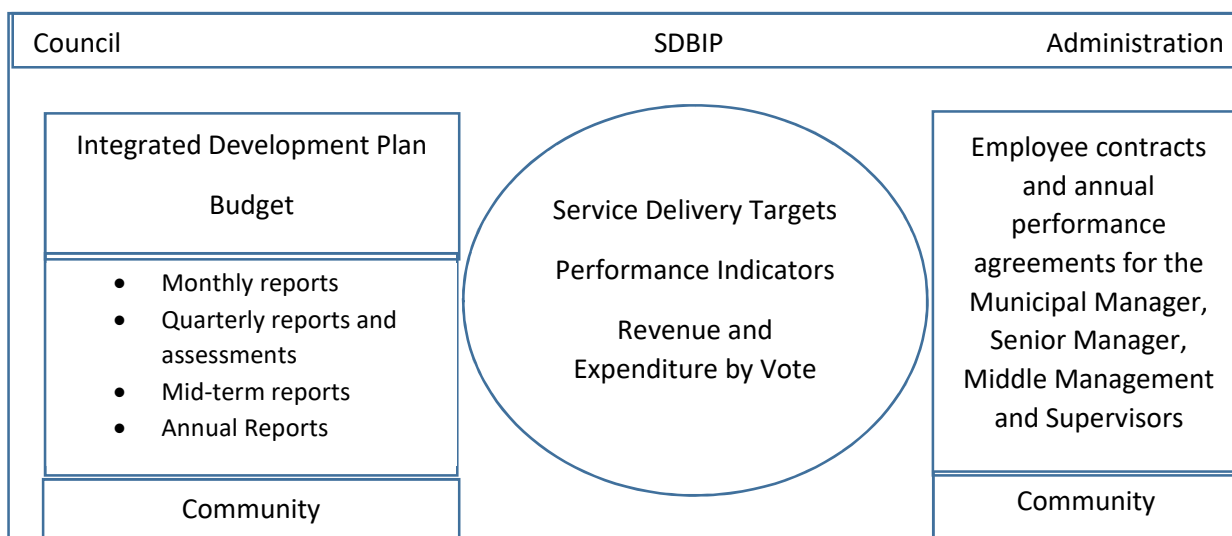 Council SDBIP Administration
Integrated Development Plan
Budget
• Monthly reports
• Quarterly reports and
assessments
• Mid-term reports
• Annual Reports
Community
Service Delivery Targets
Performance Indicators
Revenue and
Expenditure by Vote
Employee contracts
and annual
performance
agreements for the
Municipal Manager,
Senior Manager,
Middle Management
and Supervisors
Community